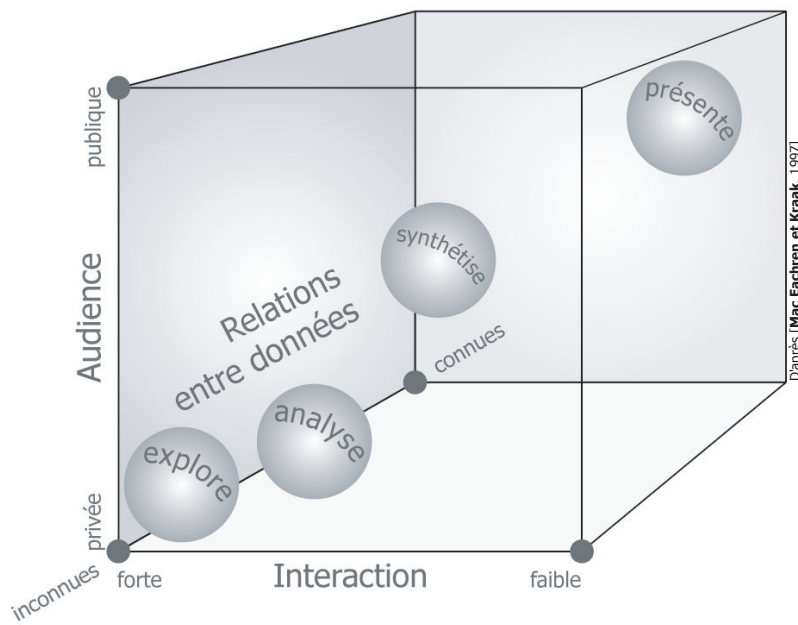 publique
présente
D'après [Mac Eachren et Kraak, 1997]
Audience
synthétise
Relations
entre données
connues
analyse
explore
privée
inconnues
forte
Interaction
faible